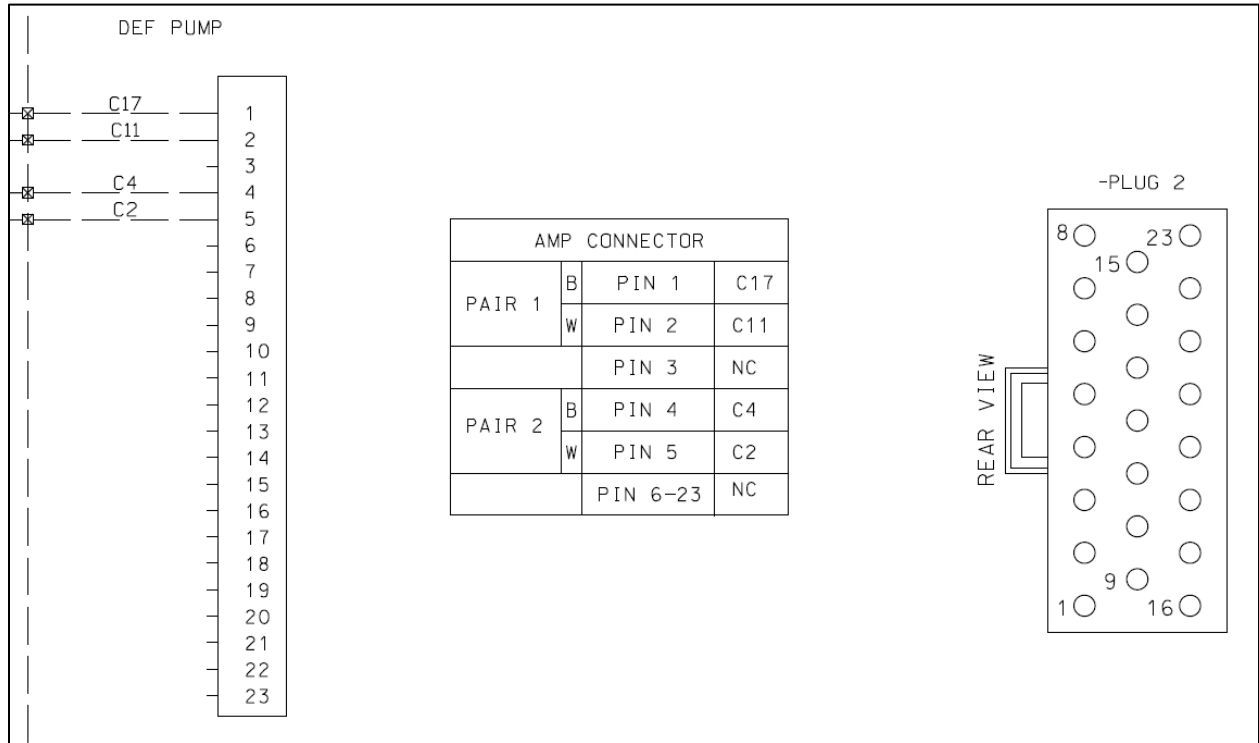 DEF PUMP
C17
C11
C4
C2
1
2
3
4
5
6
7
8
9
10
11
12
13
14
15
16
17
18
19
20
21
22
23
AMP CONNECTOR
PAIR 1 B PIN 1 C17
W PIN 2 C11
PIN 3 NC
PAIR 2 B PIN 4 C4
W PIN 5 C2
PIN 6-23 NC
-PLUG 2
8 23
15
REAR VIEW
9
1 16